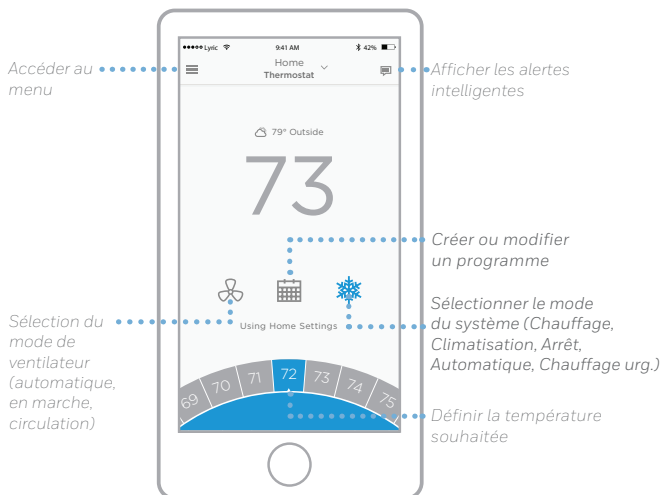 Lyric 9:41 AM 42%
Home
Thermostat
Accéder au
menu
Afficher les alertes
intelligentes
79° Outside
73
Créer ou modifier
un programme
Sélectionner le mode
du système (Chauffage,
Climatisation, Arrêt,
Automatique, Chauffage urg.)
Sélection du
mode de
ventilateur
(automatique,
en marche,
circulation)
Using Home Settings
69 70 71 72 73 74 75
Définir la température
souhaitée